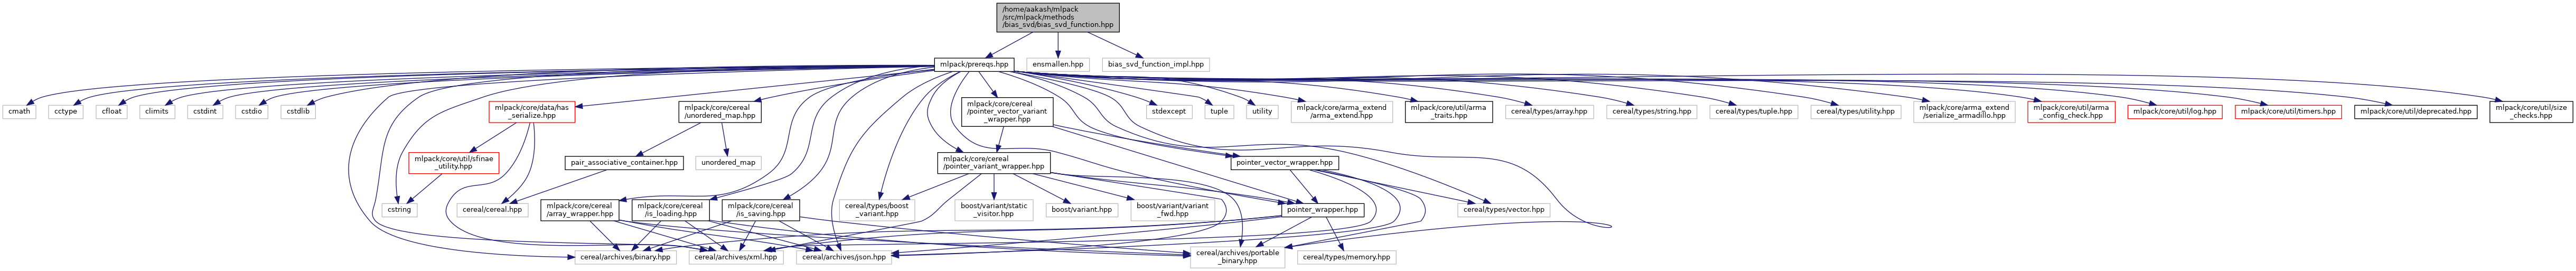 /home/aakash/mlpack
/src/mlpack/methods
/bias_svd/bias_svd_function.hpp
mlpack/prereqs.hpp
ensmallen.hpp
bias_svd_function_impl.hpp
cmath
cctype
cfloat
climits
cstdint
cstdio
cstdlib
mlpack/core/data/has
_serialize.hpp
mlpack/core/cereal
/unordered_map.hpp
mlpack/core/cereal
/pointer_vector_variant
_wrapper.hpp
stdexcept
tuple
utility
mlpack/core/arma_extend
/arma_extend.hpp
mlpack/core/util/arma
_traits.hpp
cereal/types/array.hpp
cereal/types/string.hpp
cereal/types/tuple.hpp
cereal/types/utility.hpp
mlpack/core/arma_extend
/serialize_armadillo.hpp
mlpack/core/util/arma
_config_check.hpp
mlpack/core/util/log.hpp
mlpack/core/util/timers.hpp
mlpack/core/util/deprecated.hpp
mlpack/core/util/size
_checks.hpp
mlpack/core/util/sfinae
_utility.hpp
pair_associative_container.hpp
unordered_map
mlpack/core/cereal
/pointer_variant_wrapper.hpp
pointer_vector_wrapper.hpp
cstring
cereal/cereal.hpp
mlpack/core/cereal
/array_wrapper.hpp
mlpack/core/cereal
/is_loading.hpp
mlpack/core/cereal
/is_saving.hpp
cereal/types/boost
_variant.hpp
boost/variant/static
_visitor.hpp
boost/variant.hpp
boost/variant/variant
_fwd.hpp
pointer_wrapper.hpp
cereal/types/vector.hpp
cereal/archives/binary.hpp
cereal/archives/xml.hpp
cereal/archives/json.hpp
cereal/archives/portable
_binary.hpp
cereal/types/memory.hpp